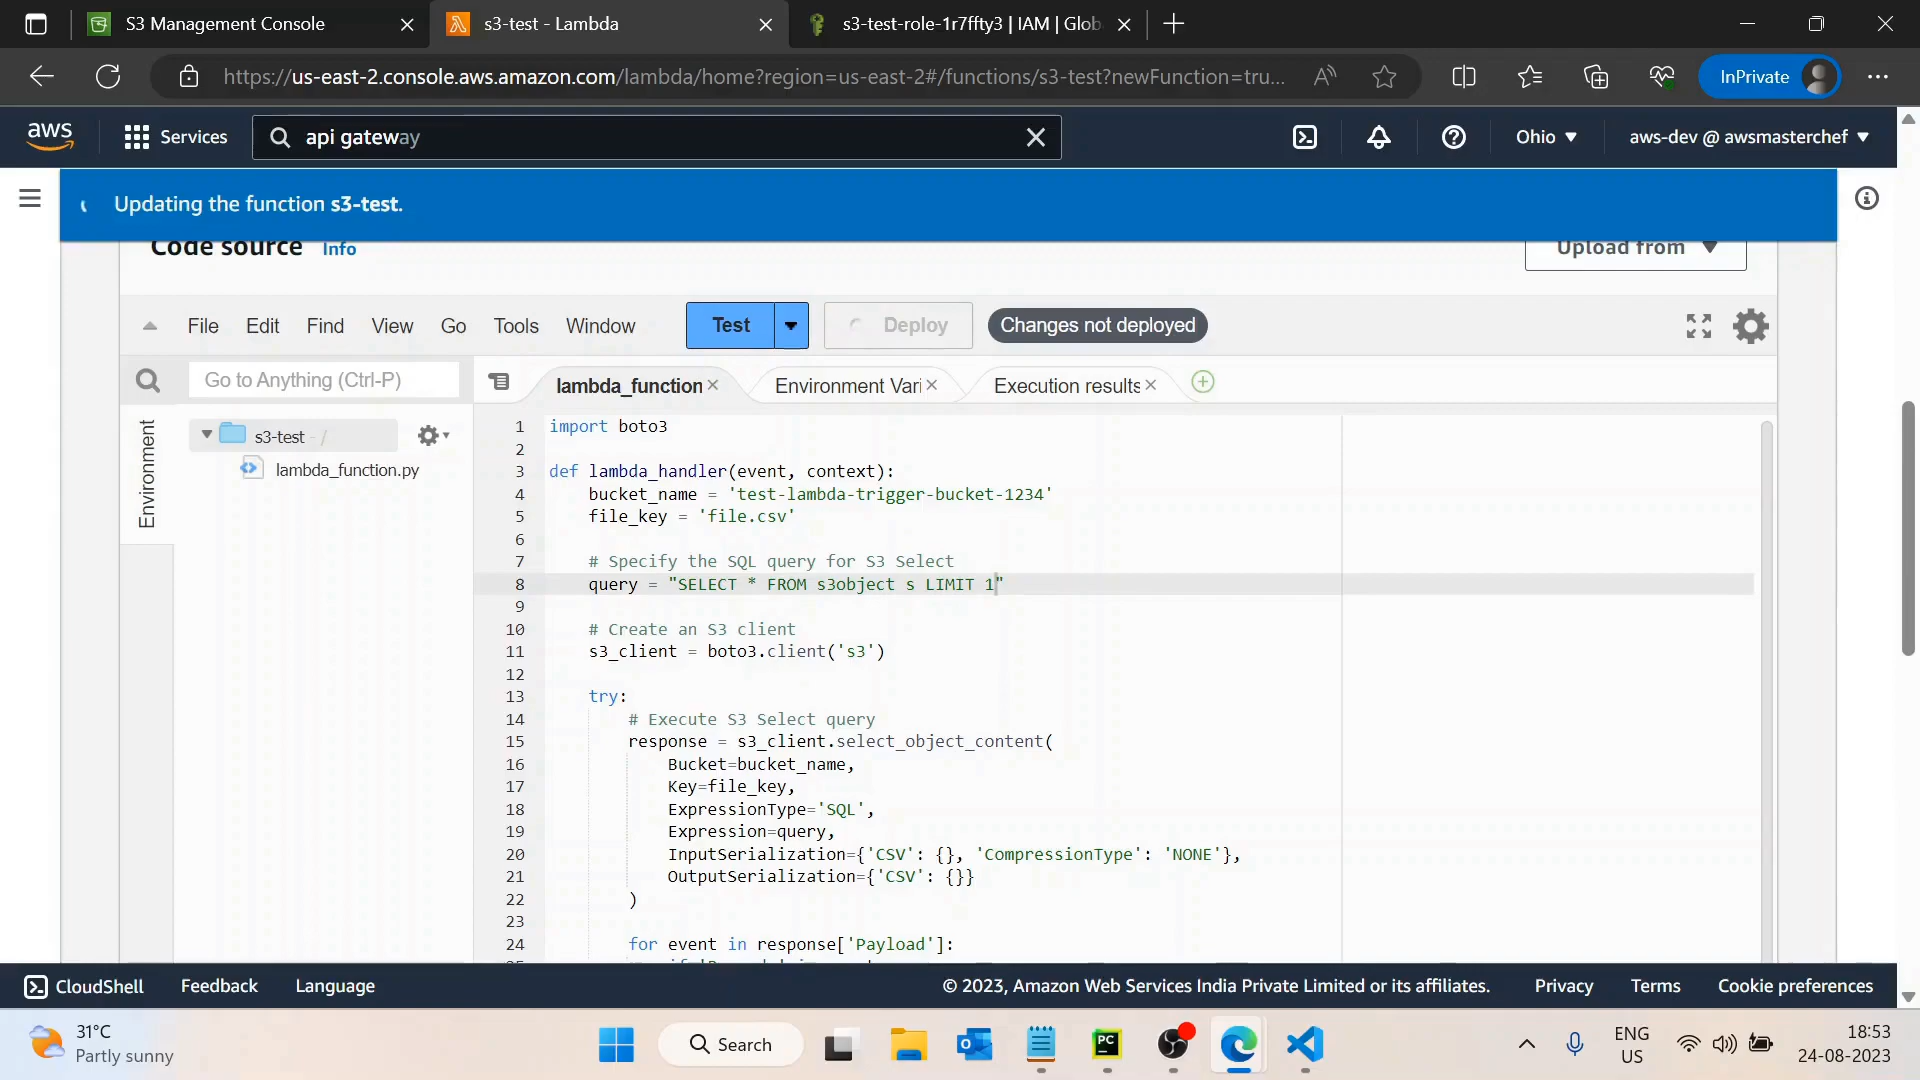 S3 Management Console
s3-test - Lambda
s3-test-role-1r7ffty3 | IAM | Glob
https://us-east-2.console.aws.amazon.com/lambda/home?region=us-east-2#/functions/s3-test?newFunction=tru...
InPrivate
aws
Services
api gateway
Ohio
aws-dev @ awsmasterchef
Updating the function s3-test.
Code source
Info
Upload from
File
Edit
Find
View
Go
Tools
Window
Test
Deploy
Changes not deployed
Go to Anything (Ctrl-P)
lambda_function
Environment Vari
Execution results
Environment
s3-test - /
lambda_function.py
1 import boto3
2
3 def lambda_handler(event, context):
4 bucket_name = 'test-lambda-trigger-bucket-1234'
5 file_key = 'file.csv'
6
7 # Specify the SQL query for S3 Select
8 query = "SELECT * FROM s3object s LIMIT 1"
9
10 # Create an S3 client
11 s3_client = boto3.client('s3')
12
13 try:
14 # Execute S3 Select query
15 response = s3_client.select_object_content(
16 Bucket=bucket_name,
17 Key=file_key,
18 ExpressionType='SQL',
19 Expression=query,
20 InputSerialization={'CSV': {}, 'CompressionType': 'NONE'},
21 OutputSerialization={'CSV': {}}
22 )
23
24 for event in response['Payload']:
CloudShell
Feedback
Language
© 2023, Amazon Web Services India Private Limited or its affiliates.
Privacy
Terms
Cookie preferences
31°C
Partly sunny
Search
PC
ENG
US
18:53
24-08-2023